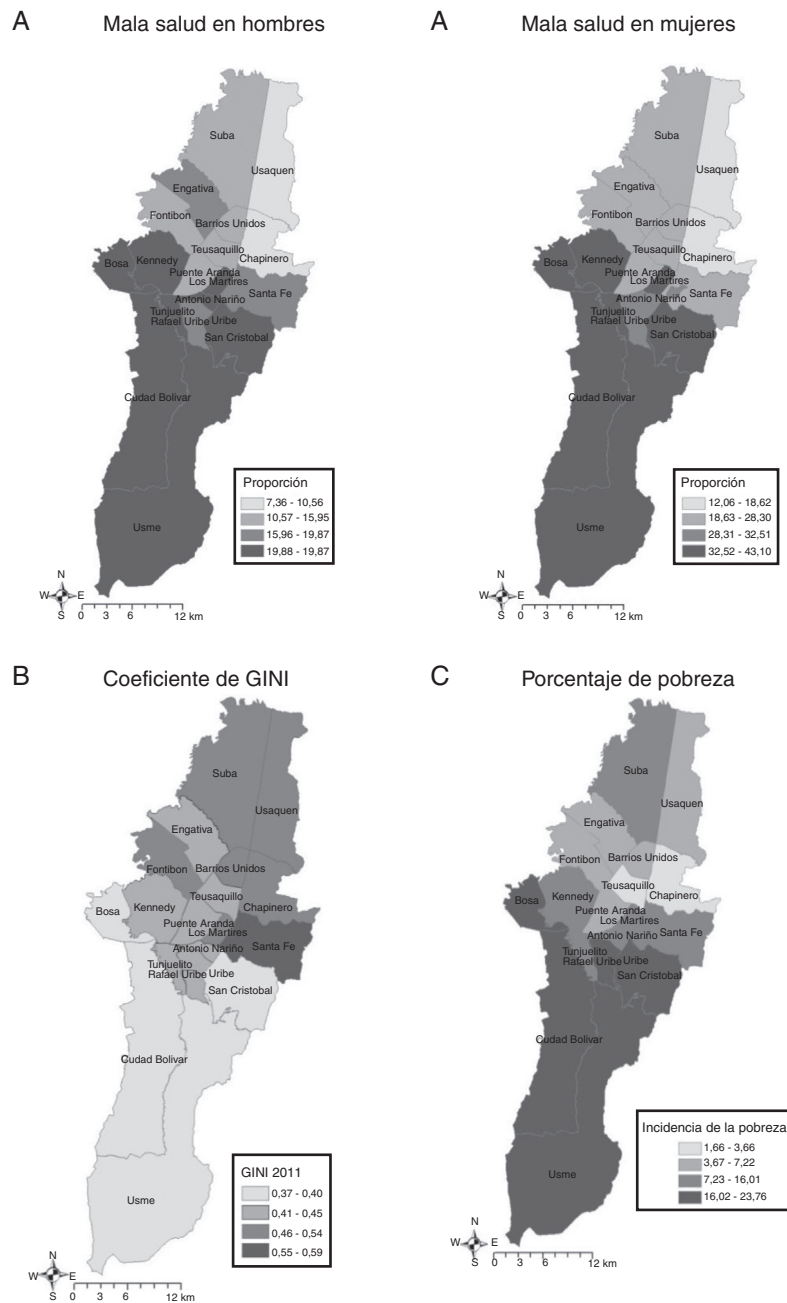 A Mala salud en hombres
Suba
Usaquen
Engativa
Fontibon
Barrios Unidos
Teusaquillo
Chapinero
Bosa
Kennedy
Puente Aranda
Los Martires
Santa Fe
Antonio Nariño
Tunjuelito
Rafael Uribe Uribe
San Cristobal
Cudad Bolivar
Usme
Proporción
7,36 - 10,56
10,57 - 15,95
15,96 - 19,87
19,88 - 19,87
N
W E
S
0 3 6 12 km
A Mala salud en mujeres
Suba
Usaquen
Engativa
Fontibon
Barrios Unidos
Teusaquillo
Chapinero
Bosa
Kennedy
Puente Aranda
Los Martires
Santa Fe
Antonio Nariño
Tunjuelito
Rafael Uribe Uribe
San Cristobal
Cudad Bolivar
Usme
Proporción
12,06 - 18,62
18,63 - 28,30
28,31 - 32,51
32,52 - 43,10
N
W E
S
0 3 6 12 km
B Coeficiente de GINI
Suba
Usaquen
Engativa
Fontibon
Barrios Unidos
Teusaquillo
Chapinero
Bosa
Kennedy
Puente Aranda
Los Martires
Santa Fe
Antonio Nariño
Tunjuelito
Rafael Uribe Uribe
San Cristobal
Cudad Bolivar
Usme
GINI 2011
0,37 - 0,40
0,41 - 0,45
0,46 - 0,54
0,55 - 0,59
N
W E
S
0 3 6 12 km
C Porcentaje de pobreza
Suba
Usaquen
Engativa
Fontibon
Barrios Unidos
Teusaquillo
Chapinero
Bosa
Kennedy
Puente Aranda
Los Martires
Santa Fe
Antonio Nariño
Tunjuelito
Rafael Uribe Uribe
San Cristobal
Cudad Bolivar
Usme
Incidencia de la pobreza
1,66 - 3,66
3,67 - 7,22
7,23 - 16,01
16,02 - 23,76
N
W E
S
0 3 6 12 km